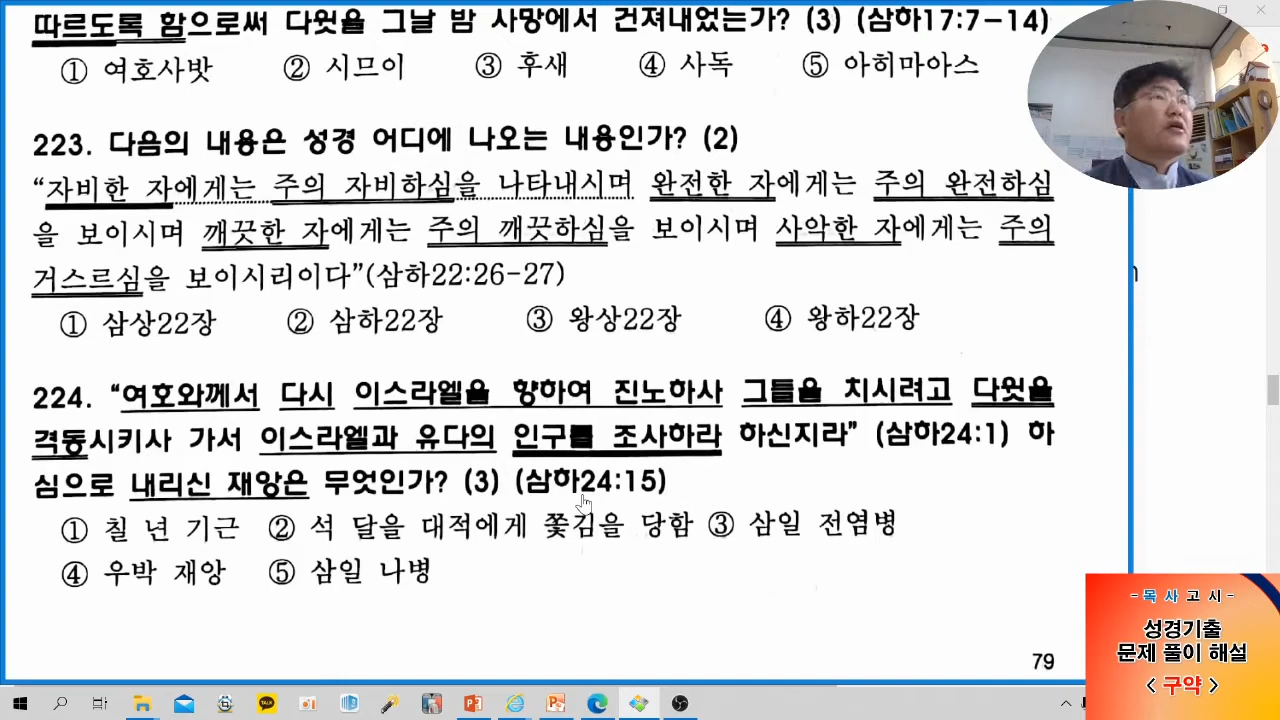 따르도록 함으로써 다윗을 그날 밤 사망에서 건져내었는가? (3) (삼하17:7-14)
① 여호사밧 ② 시므이 ③ 후새 ④ 사독 ⑤ 아히마아스
223. 다음의 내용은 성경 어디에 나오는 내용인가? (2)
“자비한 자에게는 주의 자비하심을 나타내시며 완전한 자에게는 주의 완전하심
을 보이시며 깨끗한 자에게는 주의 깨끗하심을 보이시며 사악한 자에게는 주의
거스르심을 보이시리이다”(삼하22:26-27)
① 삼상22장 ② 삼하22장 ③ 왕상22장 ④ 왕하22장
224. “여호와께서 다시 이스라엘을 향하여 진노하사 그들을 치시려고 다윗을
격동시키사 가서 이스라엘과 유다의 인구를 조사하라 하신지라” (삼하24:1) 하
심으로 내리신 재앙은 무엇인가? (3) (삼하24:15)
① 칠 년 기근 ② 석 달을 대적에게 쫓김을 당함 ③ 삼일 전염병
④ 우박 재앙 ⑤ 삼일 나병
79
- 목 사 고 시 -
성경기출
문제 풀이 해설
< 구약 >